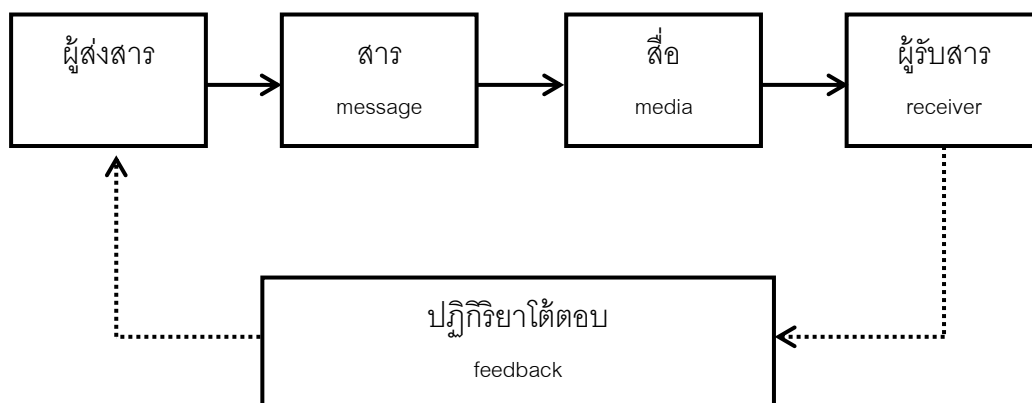 ผู้ส่งสาร
สาร
message
สื่อ
media
ผู้รับสาร
receiver
ปฏิกิริยาโต้ตอบ
feedback